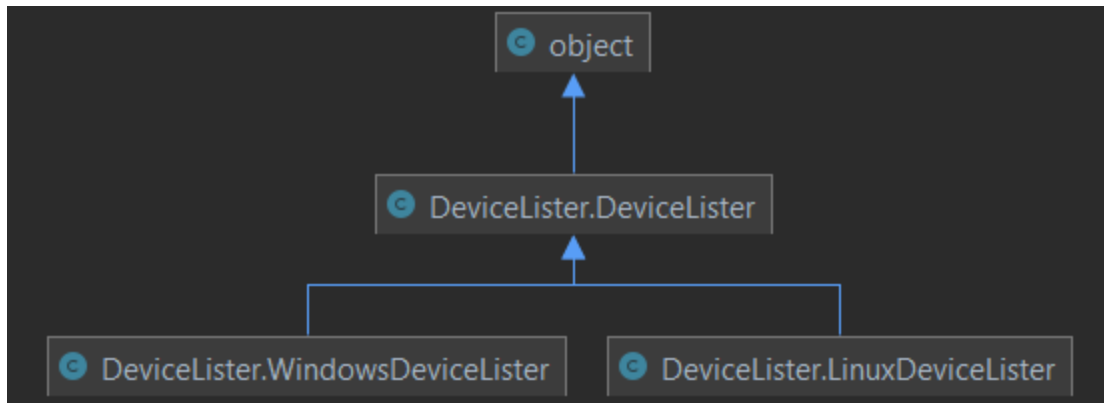 C object
C DeviceLister.DeviceLister
C DeviceLister.WindowsDeviceLister
C DeviceLister.LinuxDeviceLister